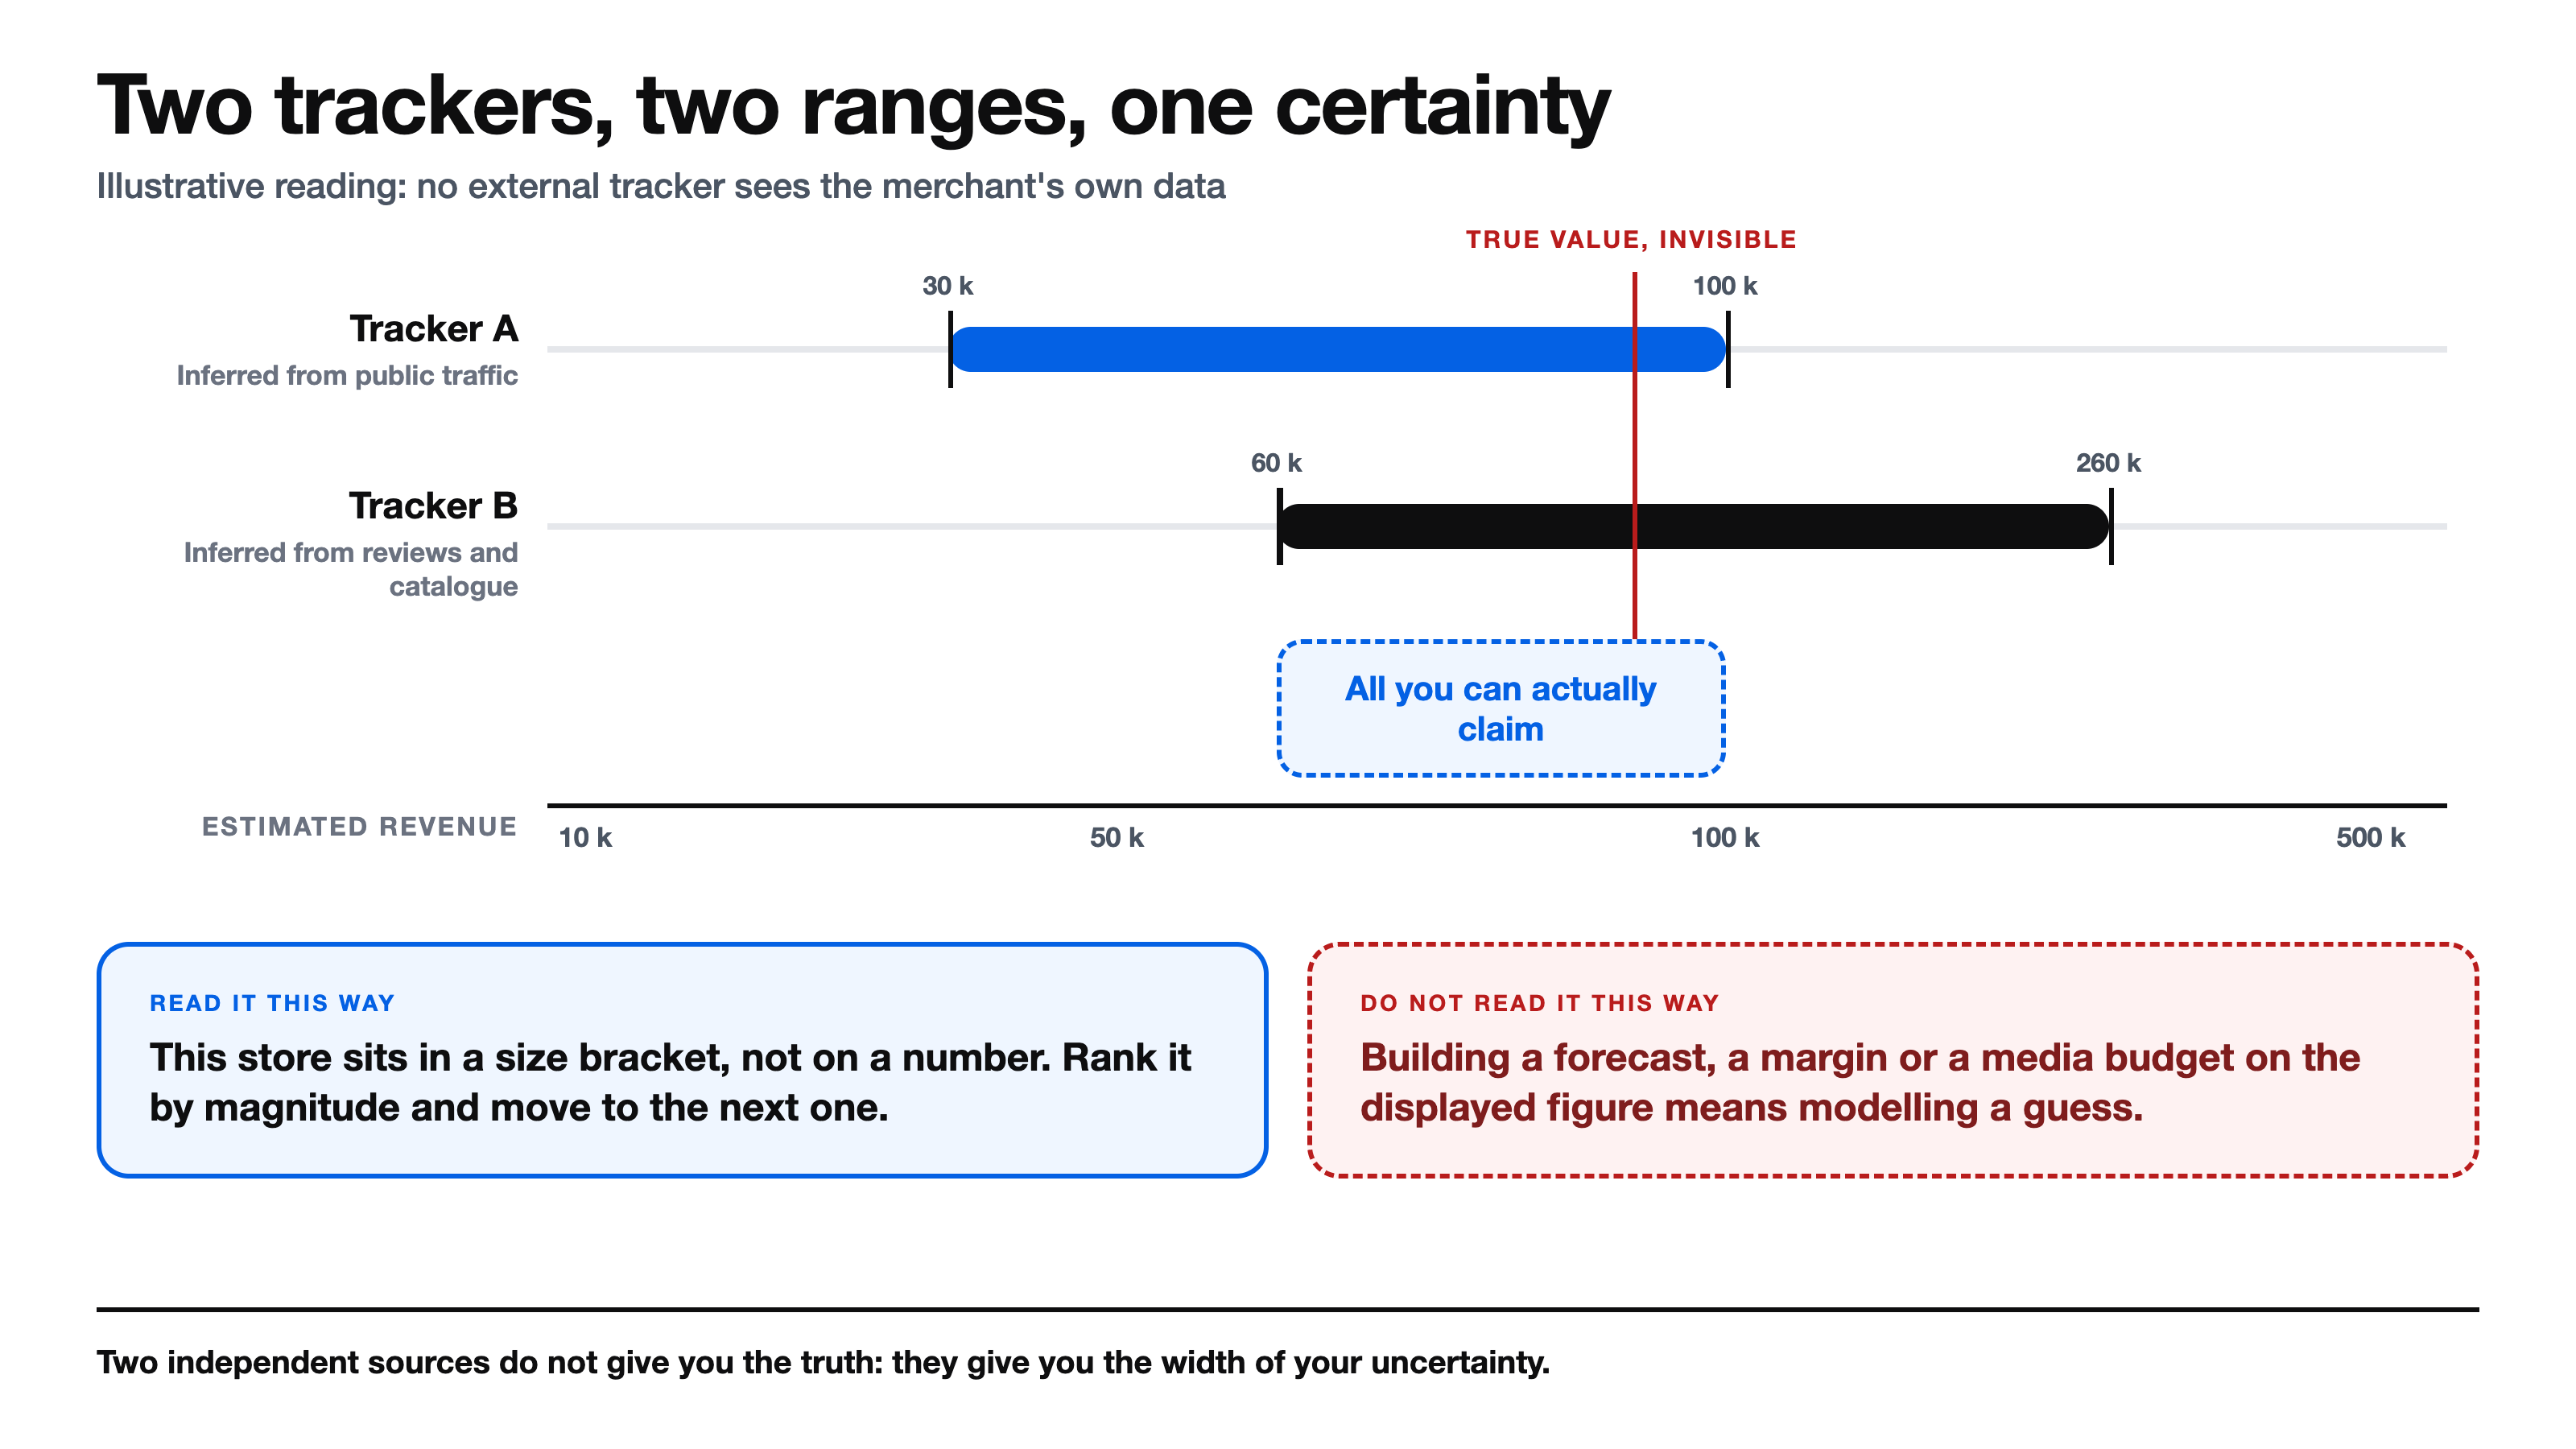 Two trackers, two ranges, one certainty
Illustrative reading: no external tracker sees the merchant's own data
TRUE VALUE, INVISIBLE
30 k
100 k
Tracker A
Inferred from public traffic
60 k
260 k
Tracker B
Inferred from reviews and
catalogue
All you can actually
claim
ESTIMATED REVENUE
10 k
50 k
100 k
500 k
READ IT THIS WAY
This store sits in a size bracket, not on a number. Rank it
by magnitude and move to the next one.
DO NOT READ IT THIS WAY
Building a forecast, a margin or a media budget on the
displayed figure means modelling a guess.
Two independent sources do not give you the truth: they give you the width of your uncertainty.